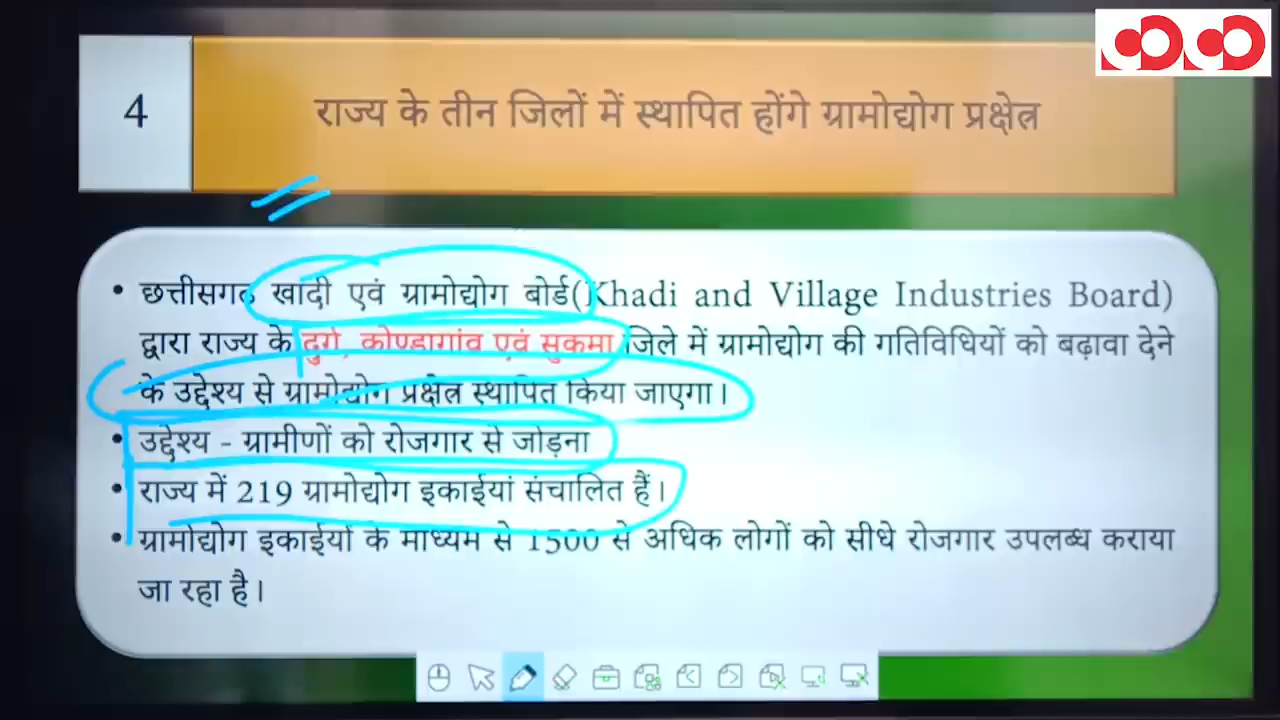 4
राज्य के तीन जिलों में स्थापित होंगे ग्रामोद्योग प्रक्षेत्र
• छत्तीसगढ़ खादी एवं ग्रामोद्योग बोर्ड(Khadi and Village Industries Board)
द्वारा राज्य के दुर्ग, कोण्डागांव एवं सुकमा जिले में ग्रामोद्योग की गतिविधियों को बढ़ावा देने
के उद्देश्य से ग्रामोद्योग प्रक्षेत्र स्थापित किया जाएगा।
• उद्देश्य - ग्रामीणों को रोजगार से जोड़ना
• राज्य में 219 ग्रामोद्योग इकाईयां संचालित हैं।
• ग्रामोद्योग इकाईयों के माध्यम से 1500 से अधिक लोगों को सीधे रोजगार उपलब्ध कराया
जा रहा है।